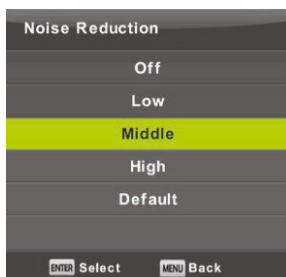 Noise Reduction
Off
Low
Middle
High
Default
ENTER Select MENU Back